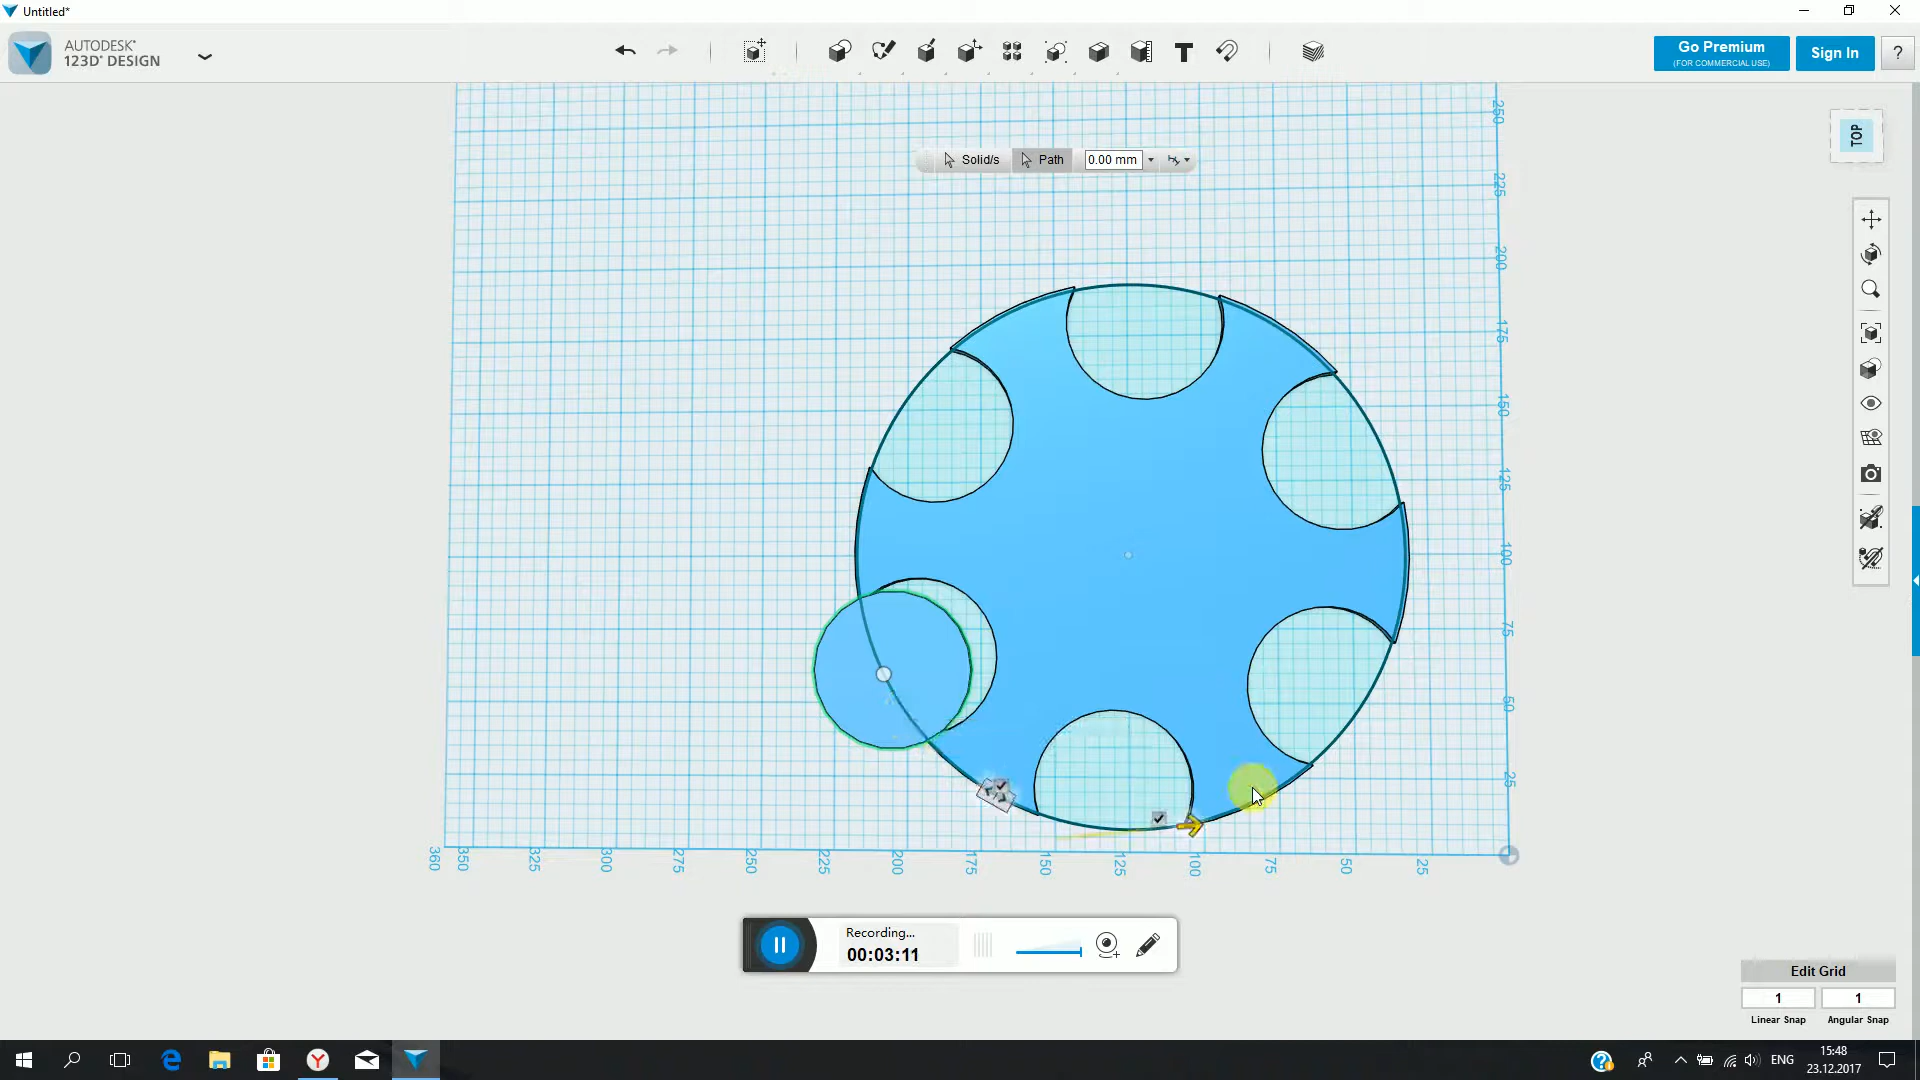 Untitled*
AUTODESK®
123D® DESIGN
T
Go Premium
(FOR COMMERCIAL USE)
Sign In
?
TOP
Solid/s
Path
0.00 mm
250
225
200
175
150
125
100
75
50
25
360
350
325
300
275
250
225
200
175
150
125
100
75
50
25
Recording...
00:03:11
Edit Grid
1
1
Linear Snap
Angular Snap
ENG
15:48
23.12.2017